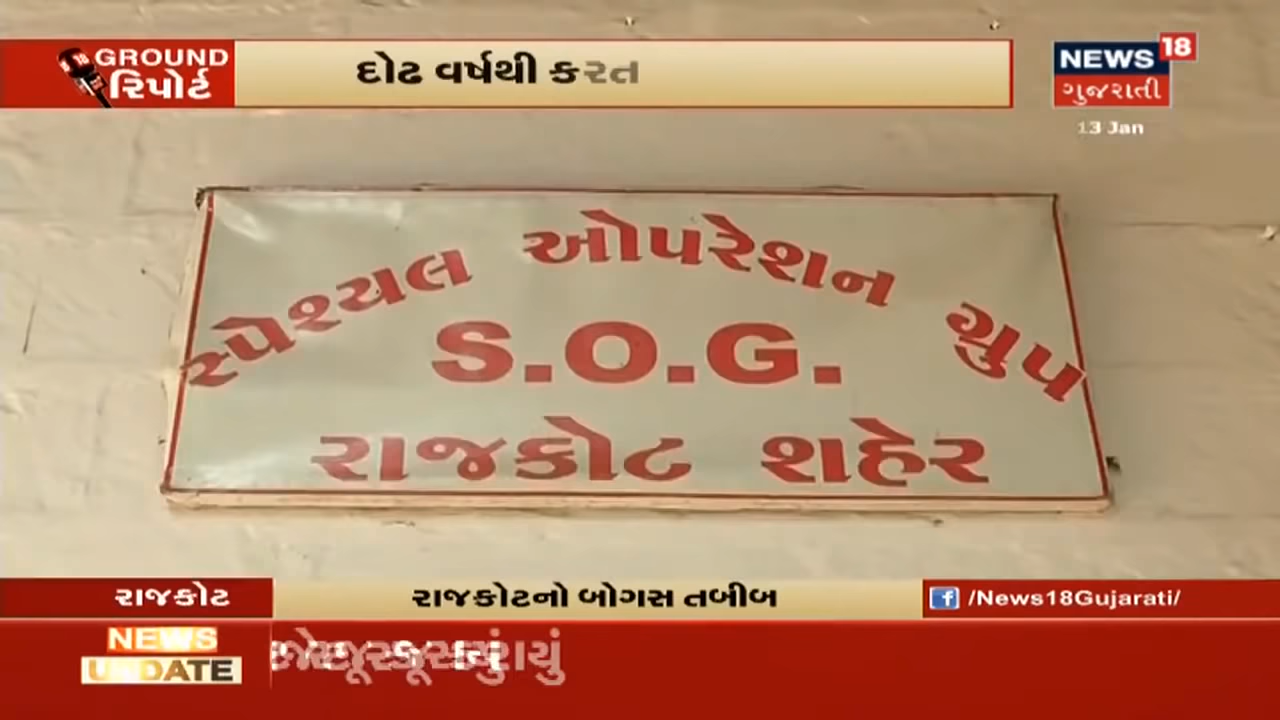 GROUND
રિપોર્ટ
દોઢ વર્ષથી કરત
NEWS 18
ગુજરાતી
13 Jan
સ્પેશ્યલ ઓપરેશન ગ્રુપ
S.O.G.
રાજકોટ શહેર
રાજકોટ
રાજકોટનો બોગસ તબીબ
/News18Gujarati/
NEWS
UPDATE